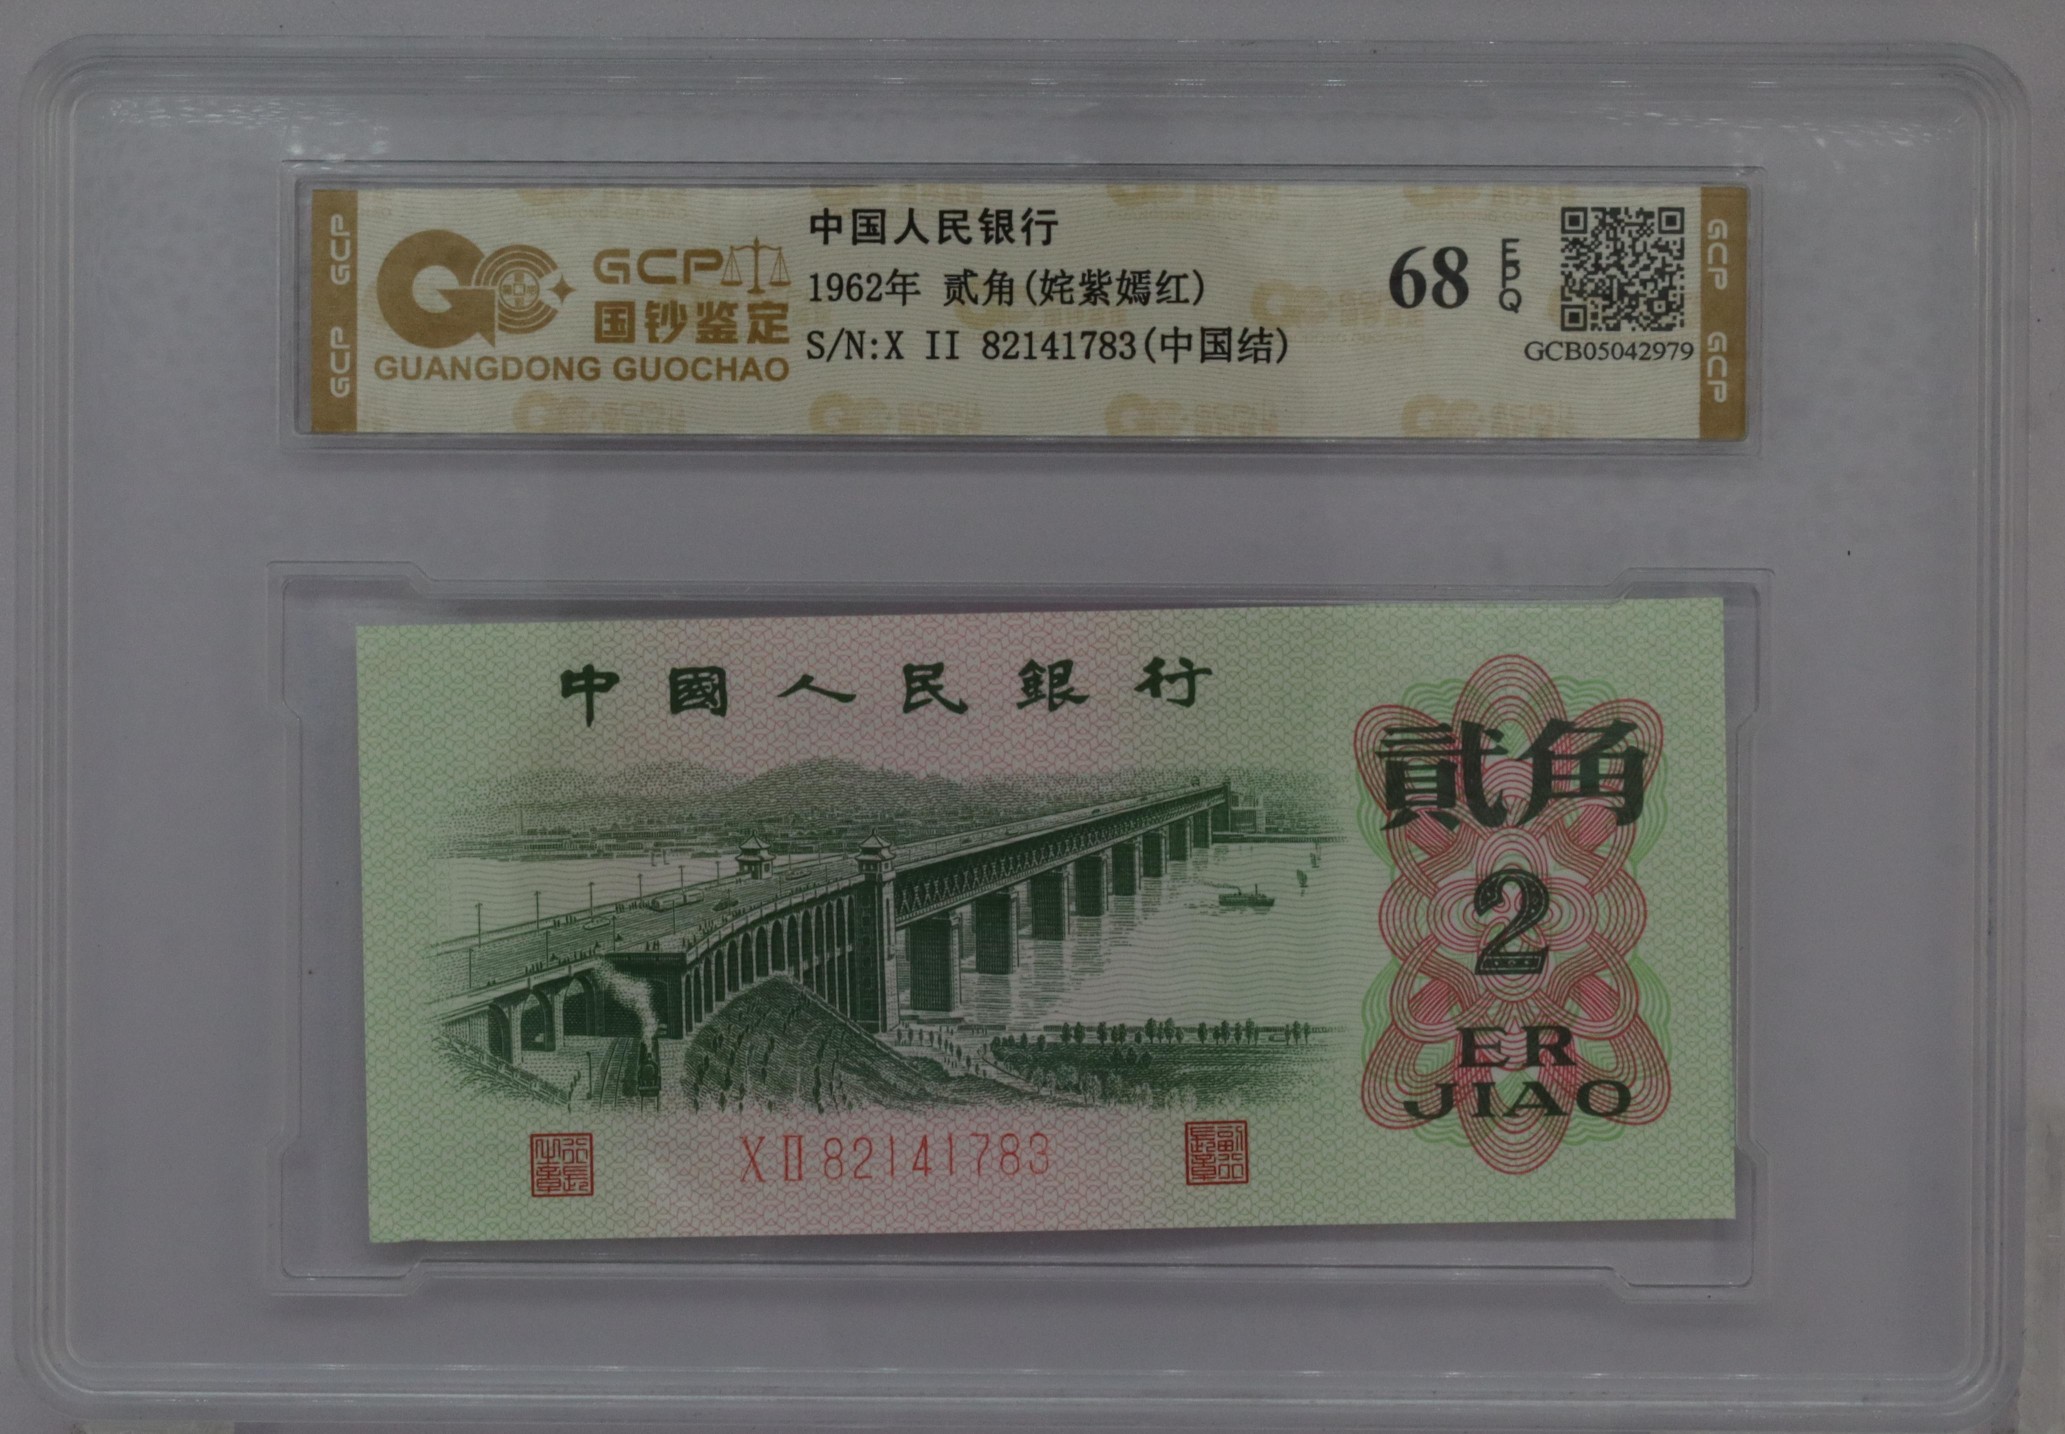 GCP
GCP
GCP
国钞鉴定
GUANGDONG GUOCHAO
中国人民银行
1962年 贰角(姹紫嫣红)
S/N:X II 82141783(中国结)
68 EPQ
GCB05042979
GCP
GCP
中國人民銀行
貳角
2
ER
JIAO
XⅡ82141783